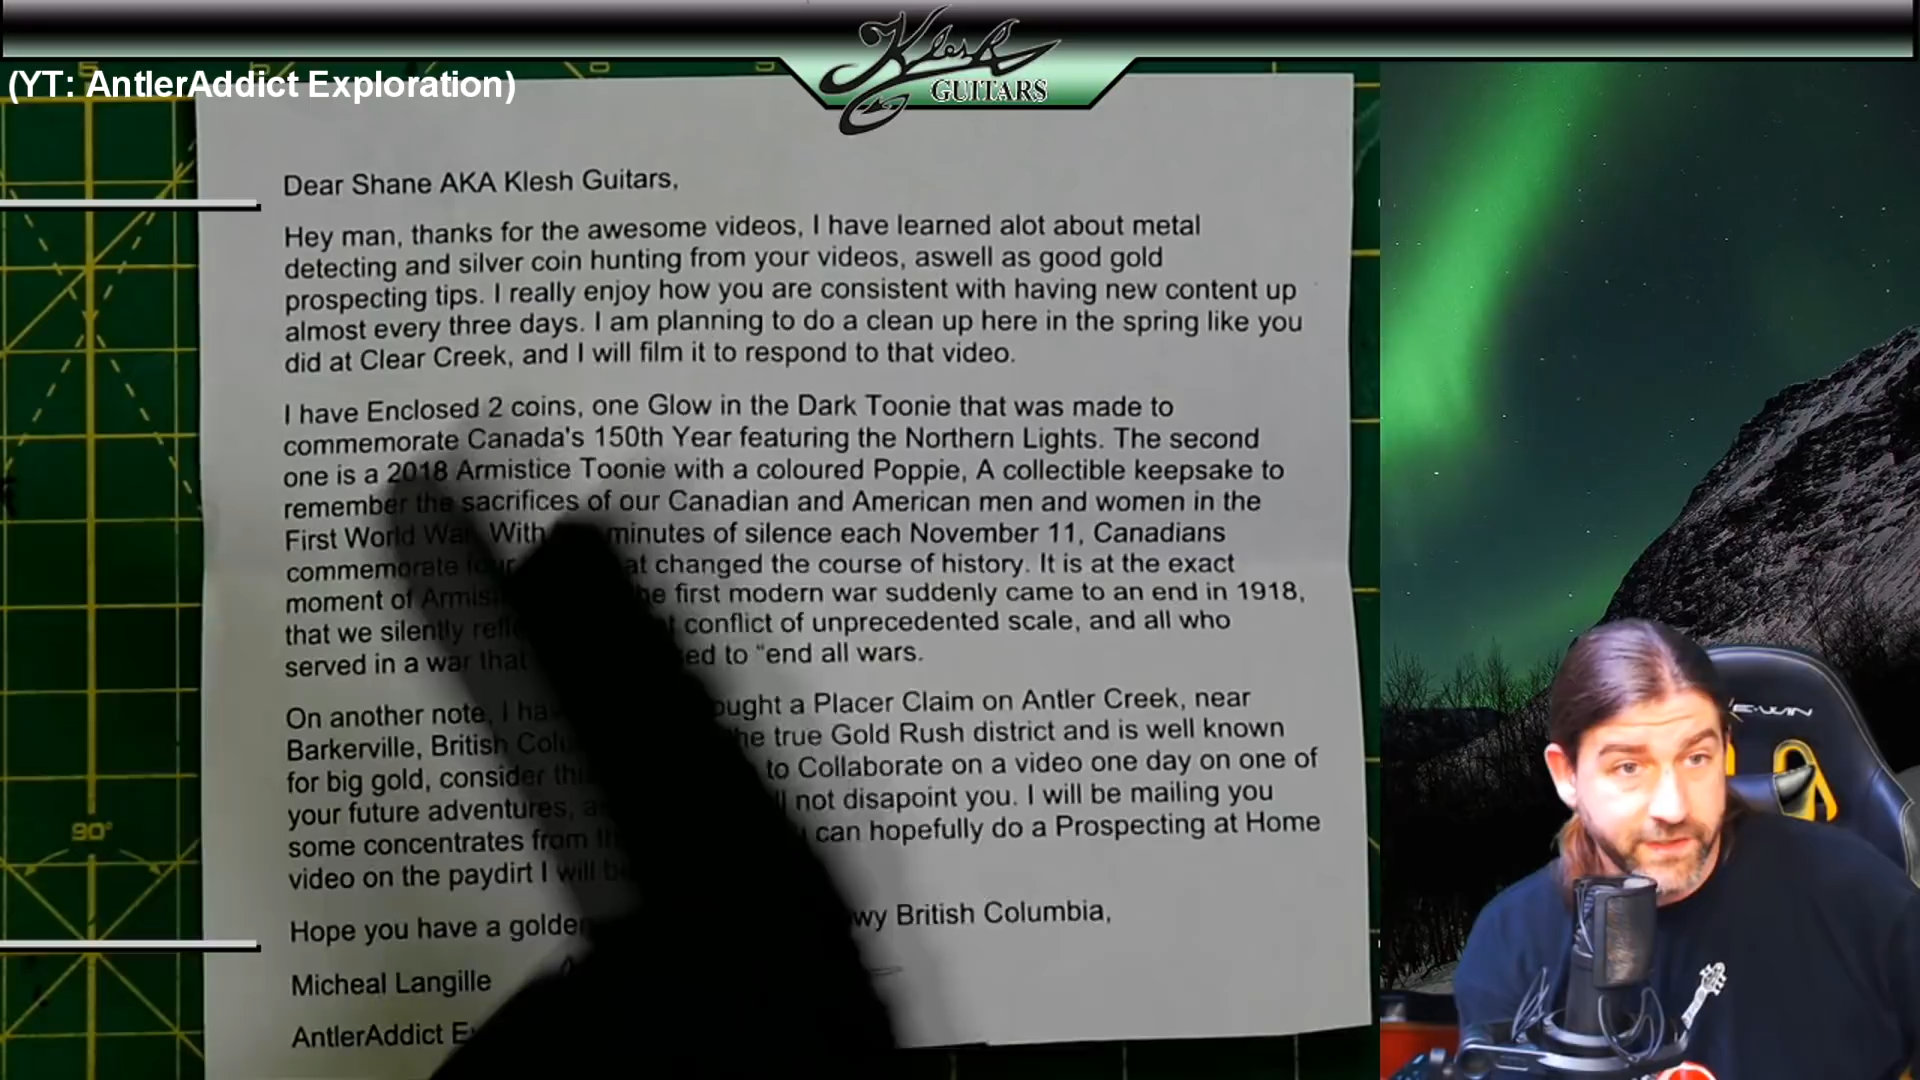 Klesh
GUITARS
(YT: AntlerAddict Exploration)
Dear Shane AKA Klesh Guitars,
Hey man, thanks for the awesome videos, I have learned alot about metal
detecting and silver coin hunting from your videos, aswell as good gold
prospecting tips. I really enjoy how you are consistent with having new content up
almost every three days. I am planning to do a clean up here in the spring like you
did at Clear Creek, and I will film it to respond to that video.
I have Enclosed 2 coins, one Glow in the Dark Toonie that was made to
commemorate Canada's 150th Year featuring the Northern Lights. The second
one is a 2018 Armistice Toonie with a coloured Poppie, A collectible keepsake to
remember the sacrifices of our Canadian and American men and women in the
First World War. With minutes of silence each November 11, Canadians
commemorate four changed the course of history. It is at the exact
moment of first modern war suddenly came to an end in 1918,
that we silently conflict of unprecedented scale, and all who
served in a war that to “end all wars.
On another note, I a Placer Claim on Antler Creek, near
Barkerville, British true Gold Rush district and is well known
for big gold, consider to Collaborate on a video one day on one of
your future adventures, not disapoint you. I will be mailing you
some concentrates from can hopefully do a Prospecting at Home
video on the paydirt I will
Hope you have a British Columbia,
Micheal Langille
AntlerAddict
90°
E-WIN